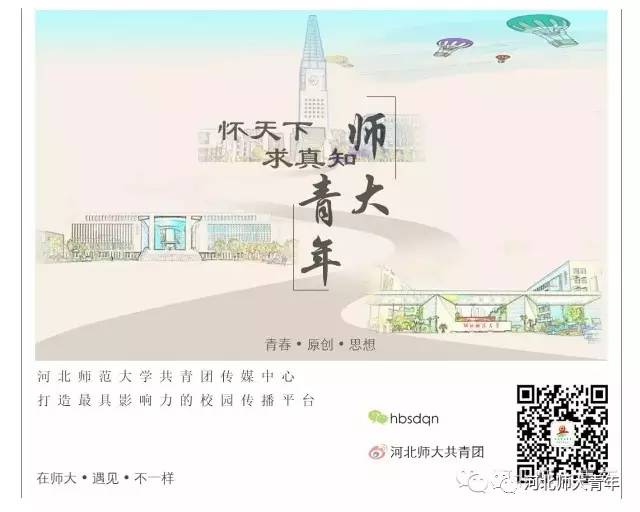 怀天下
求真知
师大
青年
青春•原创•思想
河北师范大学共青团传媒中心
打造最具影响力的校园传播平台
hbsdqn
河北师大共青团
在师大•遇见•不一样
河北师大青年